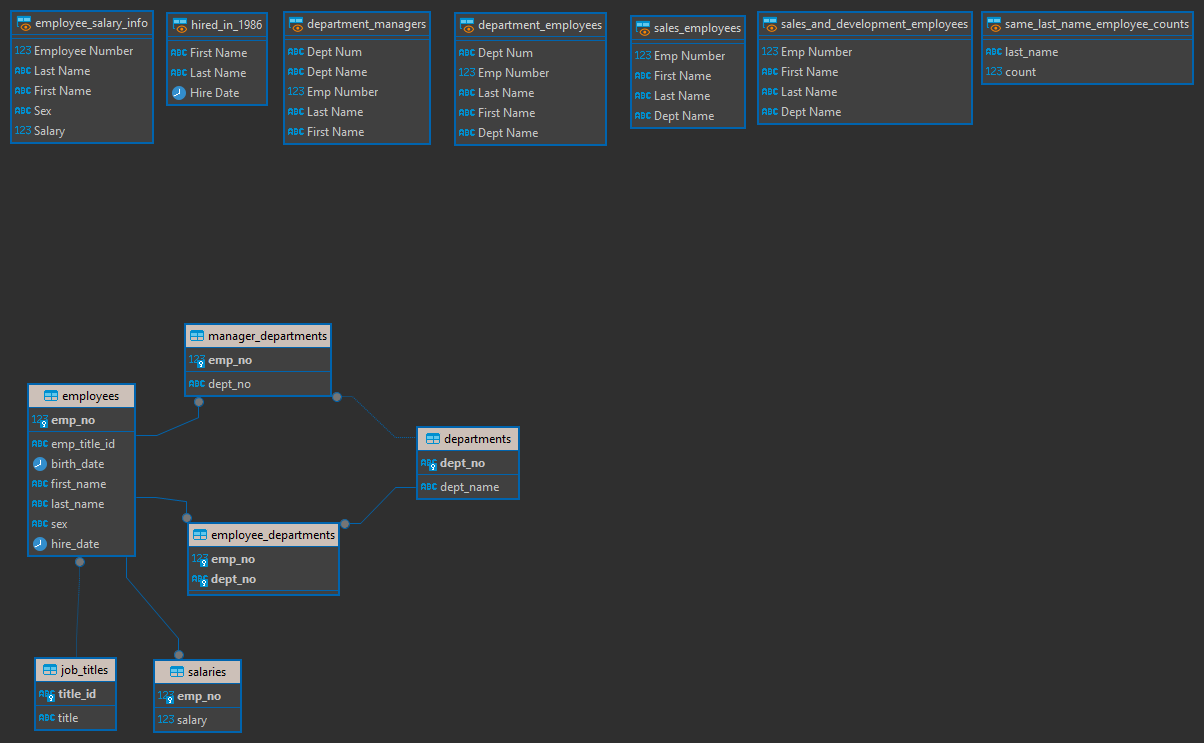 employee_salary_info
123 Employee Number
ABC Last Name
ABC First Name
ABC Sex
123 Salary
hired_in_1986
ABC First Name
ABC Last Name
Hire Date
department_managers
ABC Dept Num
ABC Dept Name
123 Emp Number
ABC Last Name
ABC First Name
department_employees
ABC Dept Num
123 Emp Number
ABC Last Name
ABC First Name
ABC Dept Name
sales_employees
123 Emp Number
ABC First Name
ABC Last Name
ABC Dept Name
sales_and_development_employees
123 Emp Number
ABC First Name
ABC Last Name
ABC Dept Name
same_last_name_employee_counts
ABC last_name
123 count
manager_departments
123 emp_no
ABC dept_no
employees
123 emp_no
ABC emp_title_id
birth_date
ABC first_name
ABC last_name
ABC sex
hire_date
departments
ABC dept_no
ABC dept_name
employee_departments
123 emp_no
ABC dept_no
job_titles
ABC title_id
ABC title
salaries
123 emp_no
123 salary